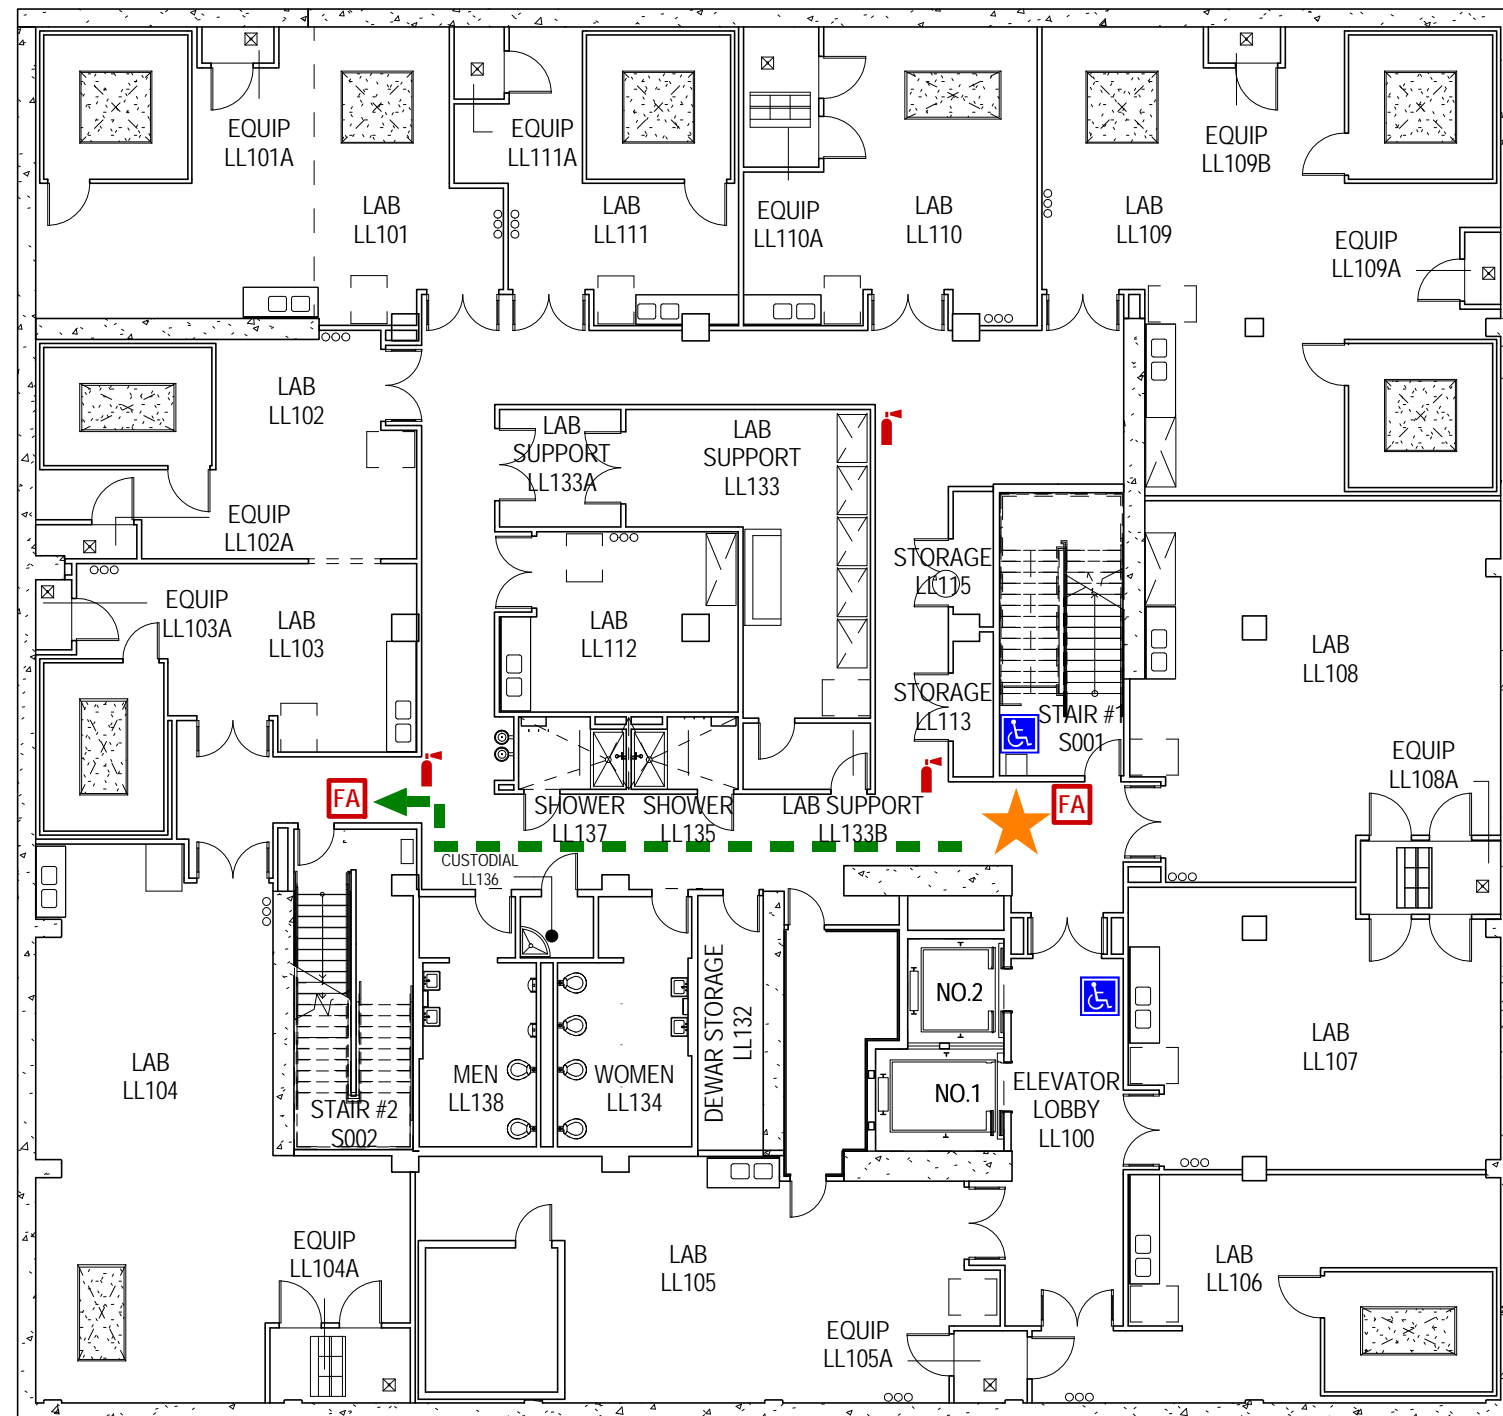 EQUIP
LL101A
EQUIP
LL111A
EQUIP
LL109B
LAB
LL101
LAB
LL111
EQUIP
LL110A
LAB
LL110
LAB
LL109
EQUIP
LL109A
LAB
LL102
LAB
SUPPORT
LL133A
LAB
SUPPORT
LL133
EQUIP
LL102A
STORAGE
LL115
EQUIP
LL103A
LAB
LL103
LAB
LL112
LAB
LL108
STORAGE
LL113
STAIR #1
S001
EQUIP
LL108A
FA
SHOWER
LL137
SHOWER
LL135
LAB SUPPORT
LL133B
FA
CUSTODIAL
LL136
DEWAR STORAGE
LL132
NO.2
NO.1
LAB
LL104
STAIR #2
S002
MEN
LL138
WOMEN
LL134
ELEVATOR
LOBBY
LL100
LAB
LL107
EQUIP
LL104A
LAB
LL105
LAB
LL106
EQUIP
LL105A